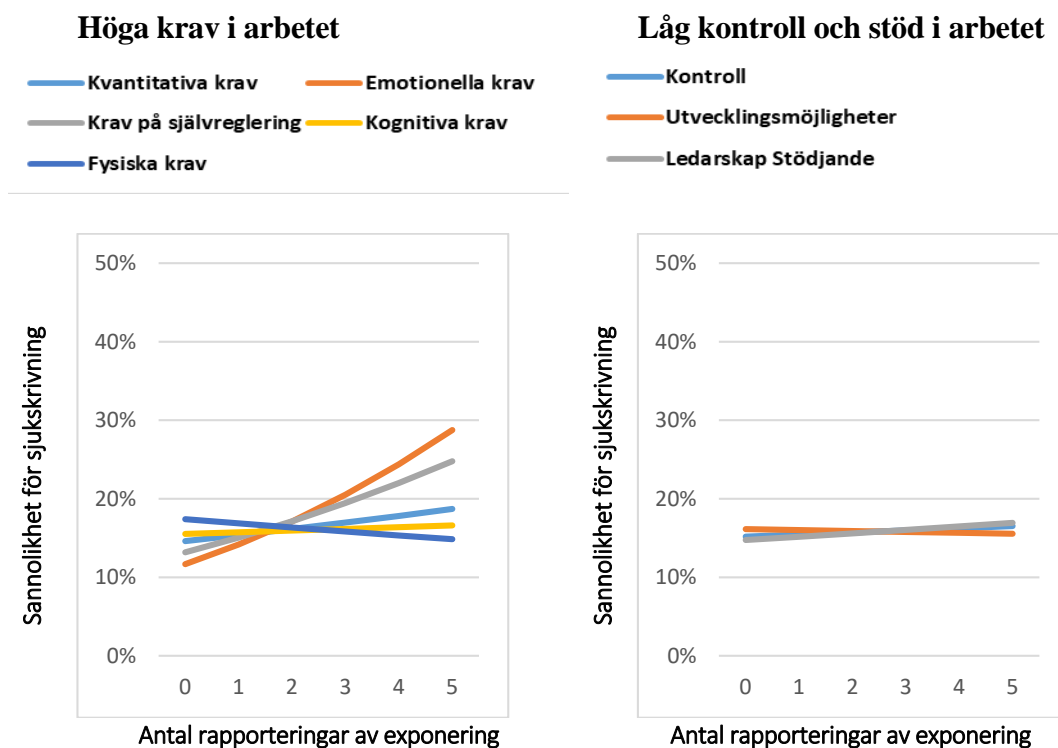 Höga krav i arbetet
Kvantitativa krav
Emotionella krav
Krav på självreglering
Kognitiva krav
Fysiska krav
Sannolikhet för sjukskrivning
50%
40%
30%
20%
10%
0%
0 1 2 3 4 5
Antal rapporteringar av exponering
Låg kontroll och stöd i arbetet
Kontroll
Utvecklingsmöjligheter
Ledarskap Stödjande
Sannolikhet för sjukskrivning
50%
40%
30%
20%
10%
0%
0 1 2 3 4 5
Antal rapporteringar av exponering